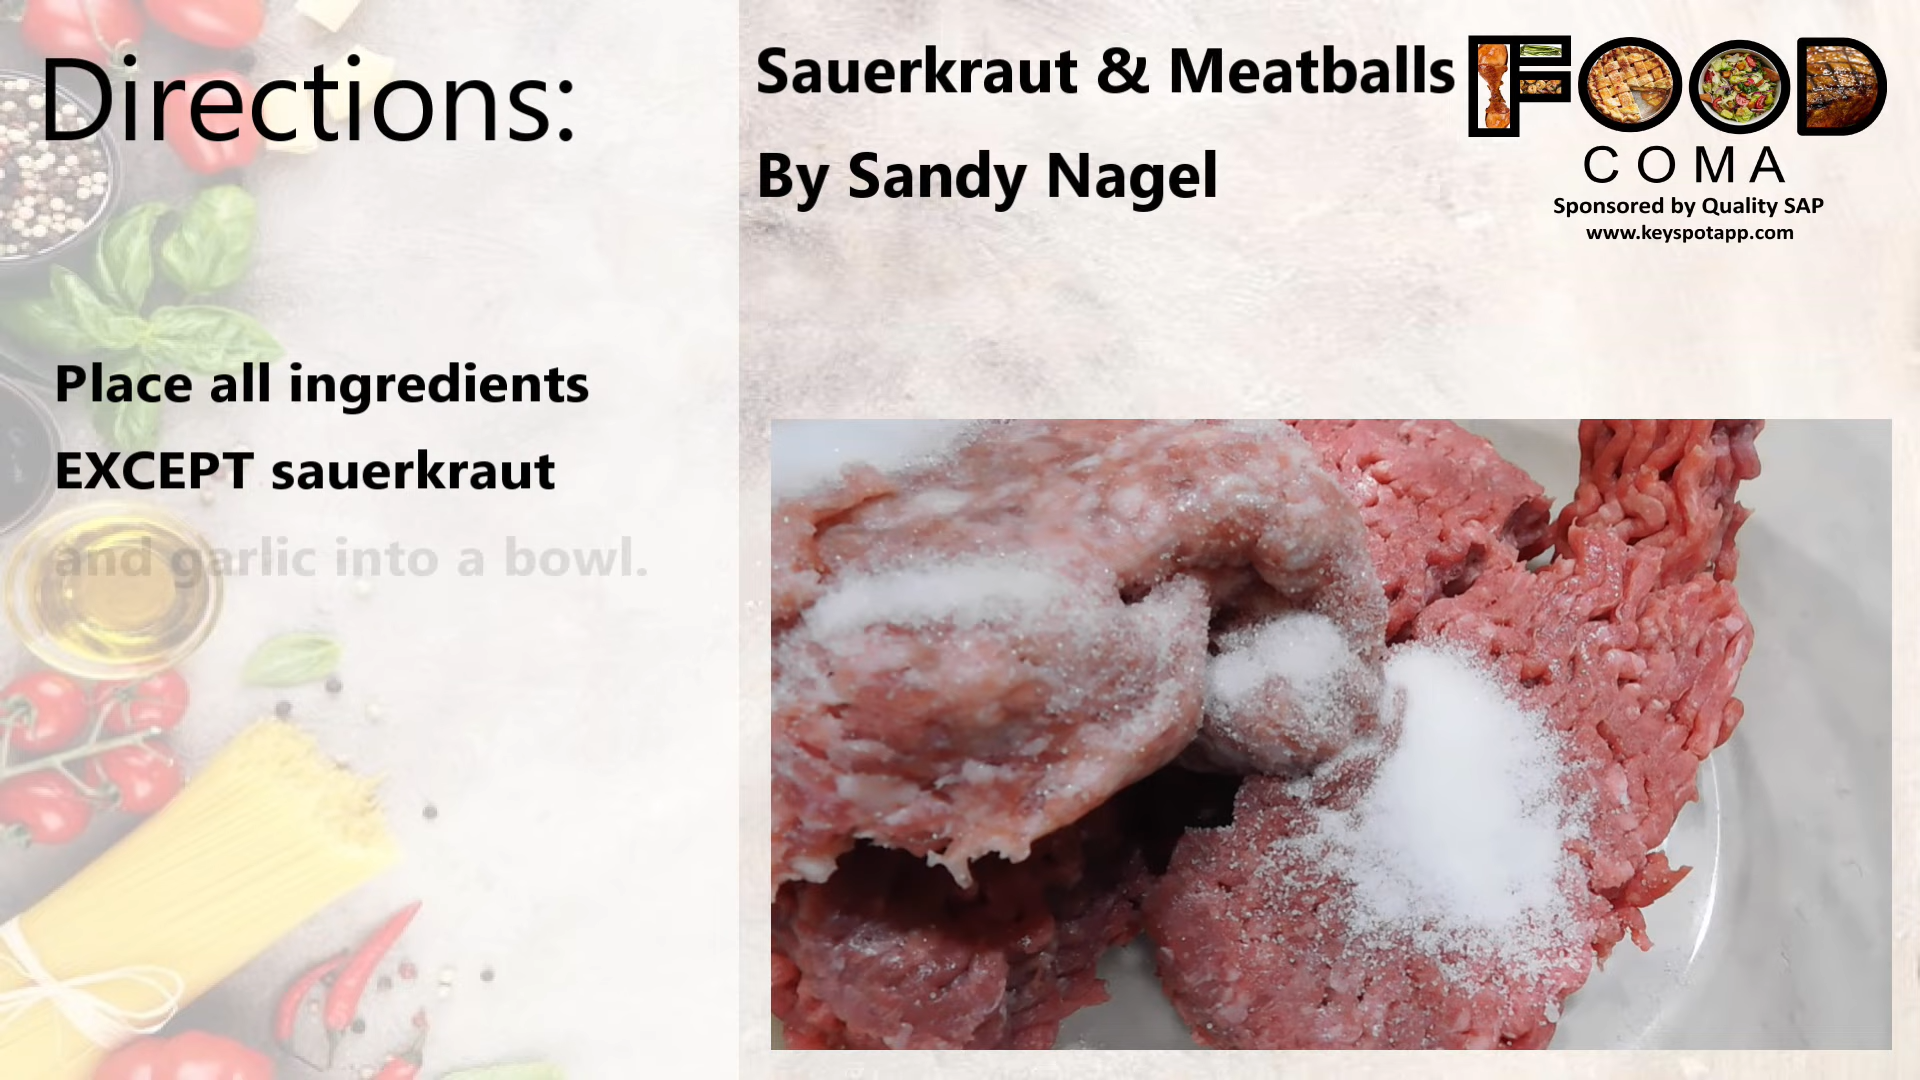 Directions:
Place all ingredients
EXCEPT sauerkraut
and garlic into a bowl.
Sauerkraut & Meatballs
By Sandy Nagel
FOOD
COMA
Sponsored by Quality SAP
www.keyspotapp.com